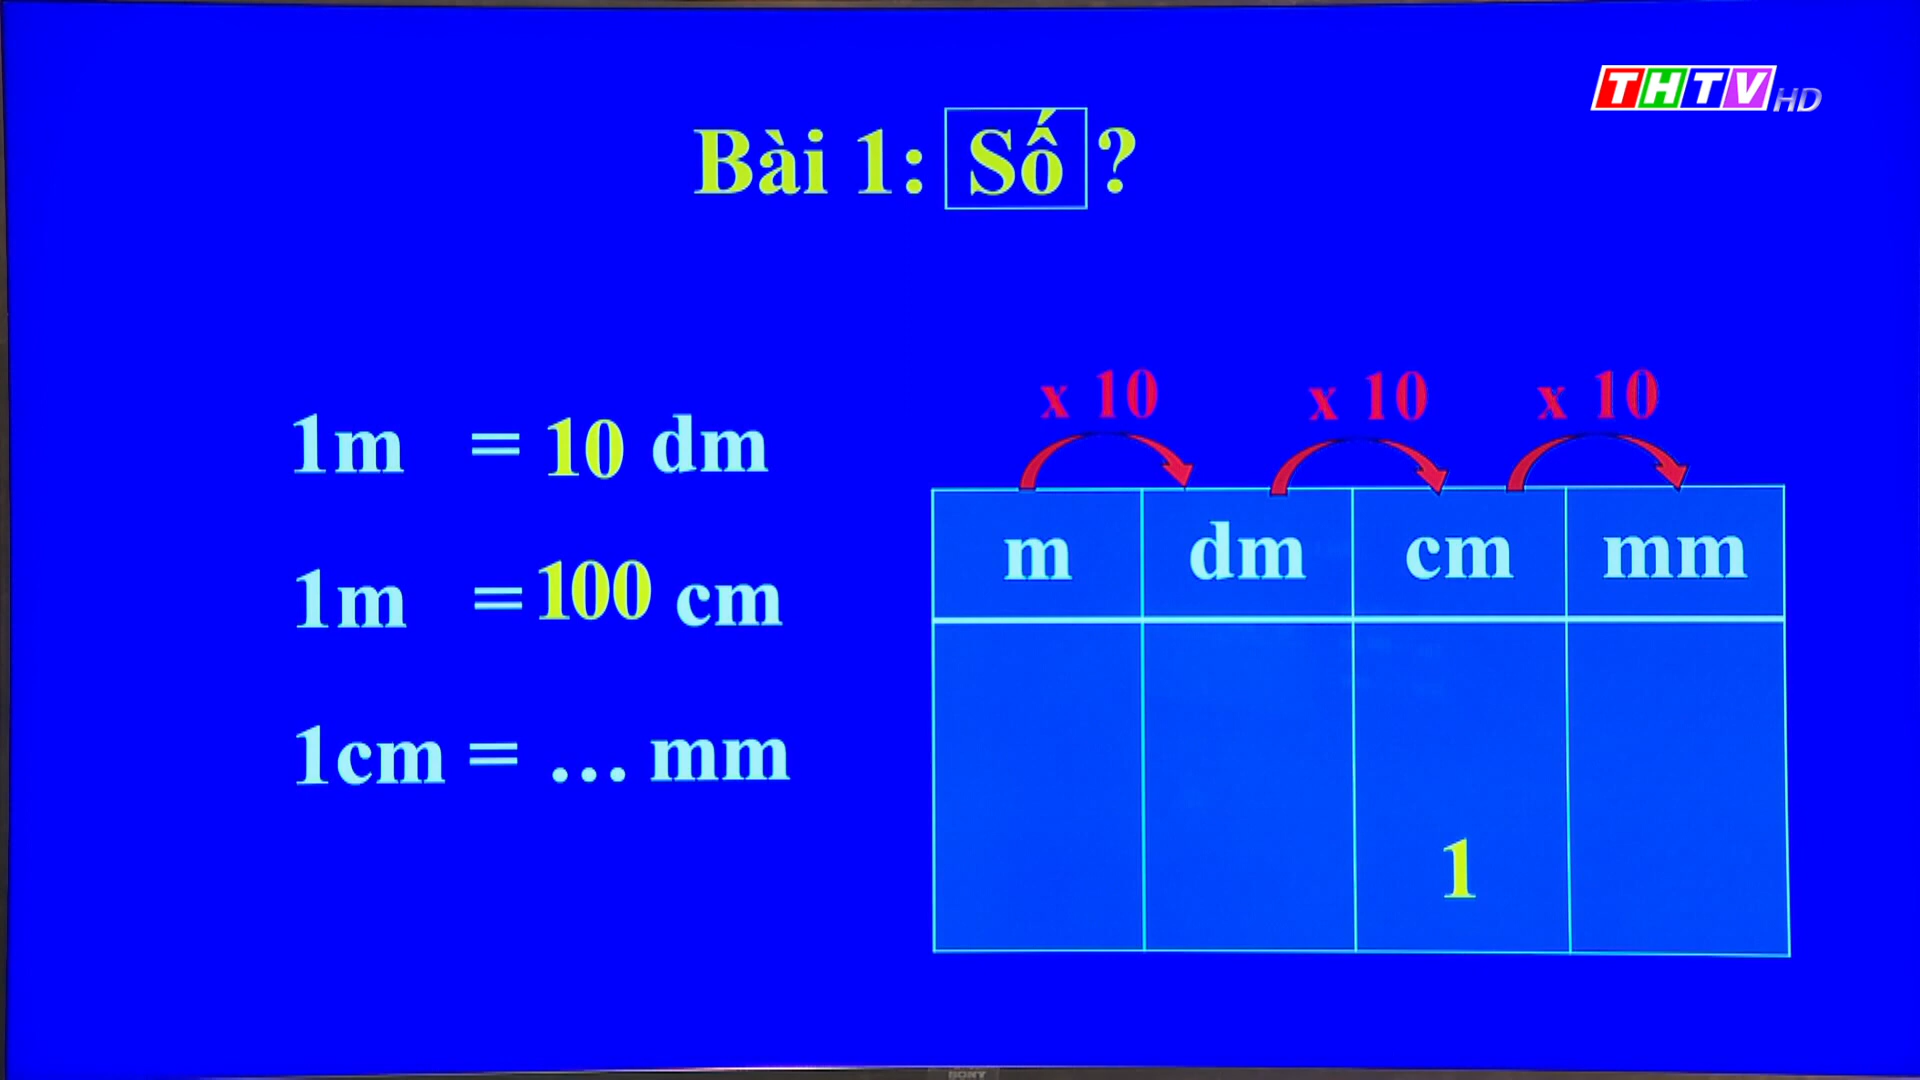 THTV HD
Bài 1: Số ?
1m = 10 dm
1m = 100 cm
1cm = ... mm
x 10 x 10 x 10
m dm cm mm
1
SONY